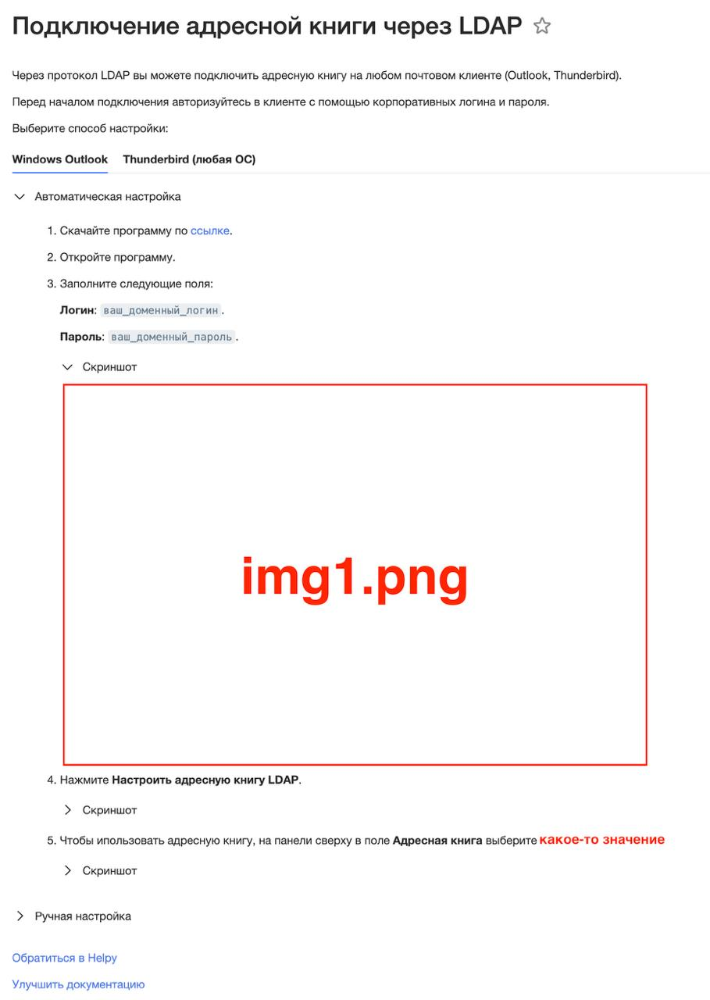 Подключение адресной книги через LDAP
Через протокол LDAP вы можете подключить адресную книгу на любом почтовом клиенте (Outlook, Thunderbird).
Перед началом подключения авторизуйтесь в клиенте с помощью корпоративных логина и пароля.
Выберите способ настройки:
Windows Outlook Thunderbird (любая ОС)
Автоматическая настройка
1. Скачайте программу по ссылке.
2. Откройте программу.
3. Заполните следующие поля:
Логин: ваш_доменный_логин.
Пароль: ваш_доменный_пароль.
Скриншот
img1.png
4. Нажмите Настроить адресную книгу LDAP.
Скриншот
5. Чтобы ипользовать адресную книгу, на панели сверху в поле Адресная книга выберите какое-то значение
Скриншот
Ручная настройка
Обратиться в Helpy
Улучшить документацию